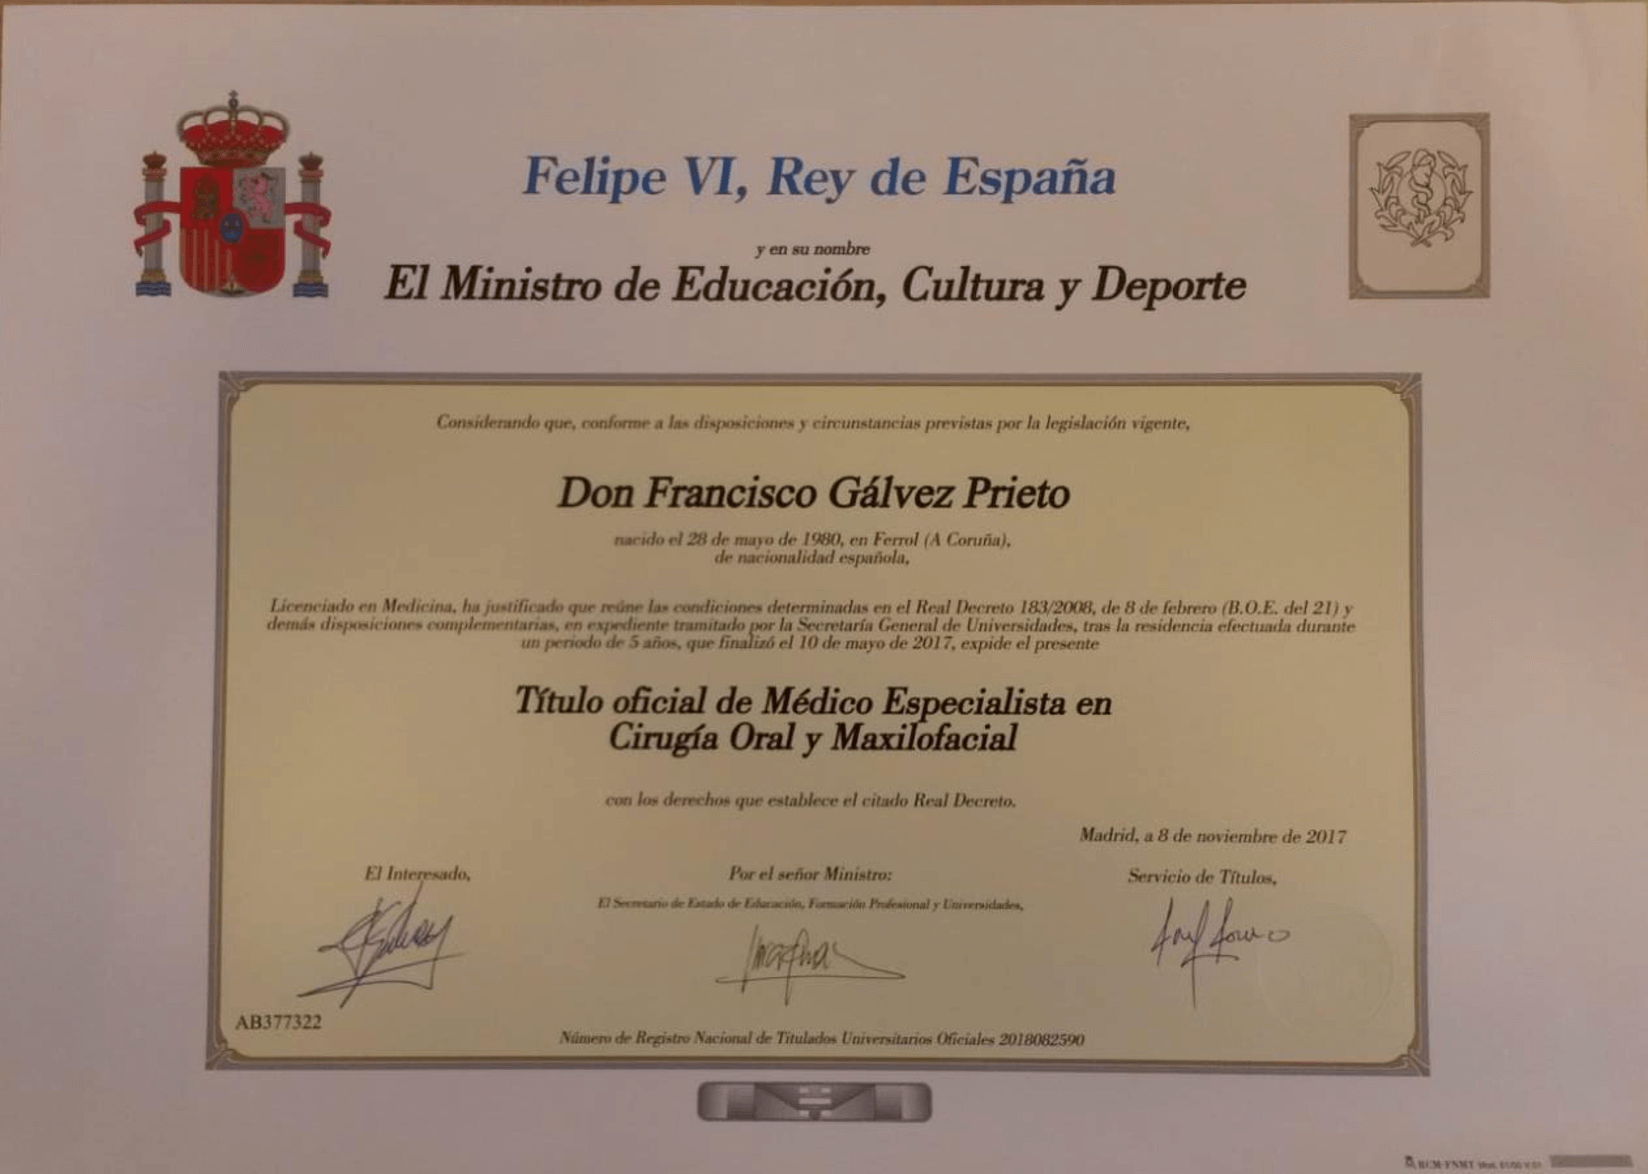 Felipe VI, Rey de España
y en su nombre
El Ministro de Educación, Cultura y Deporte
Considerando que, conforme a las disposiciones y circunstancias previstas por la legislación vigente,
Don Francisco Gálvez Prieto
nacido el 28 de mayo de 1980, en Ferrol (A Coruña),
de nacionalidad española,
Licenciado en Medicina, ha justificado que reúne las condiciones determinadas en el Real Decreto 183/2008, de 8 de febrero (B.O.E. del 21) y
demás disposiciones complementarias, en expediente tramitado por la Secretaría General de Universidades, tras la residencia efectuada durante
un periodo de 5 años, que finalizó el 10 de mayo de 2017, expide el presente
Título oficial de Médico Especialista en
Cirugía Oral y Maxilofacial
con los derechos que establece el citado Real Decreto.
Madrid, a 8 de noviembre de 2017
El Interesado,
Por el señor Ministro:
El Secretario de Estado de Educación, Formación Profesional y Universidades,
Servicio de Títulos,
AB377322
Número de Registro Nacional de Titulados Universitarios Oficiales 2018082590
RCM-FNMT